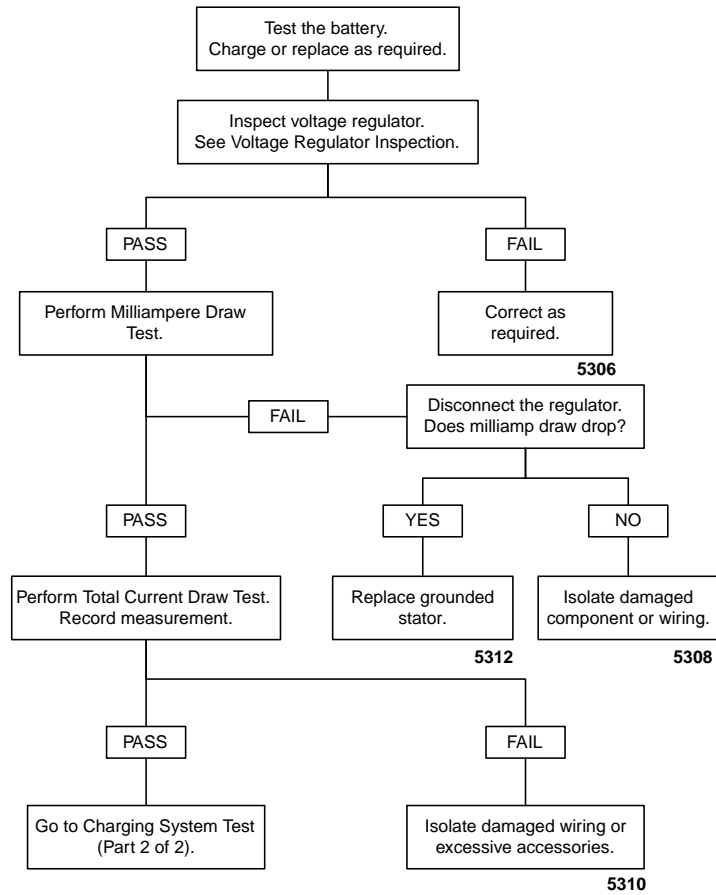 Test the battery.
Charge or replace as required.
Inspect voltage regulator.
See Voltage Regulator Inspection.
PASS
FAIL
Perform Milliampere Draw
Test.
Correct as
required.
5306
FAIL
Disconnect the regulator.
Does milliamp draw drop?
PASS
YES
NO
Perform Total Current Draw Test.
Record measurement.
Replace grounded
stator.
5312
Isolate damaged
component or wiring.
5308
PASS
FAIL
Go to Charging System Test
(Part 2 of 2).
Isolate damaged wiring or
excessive accessories.
5310